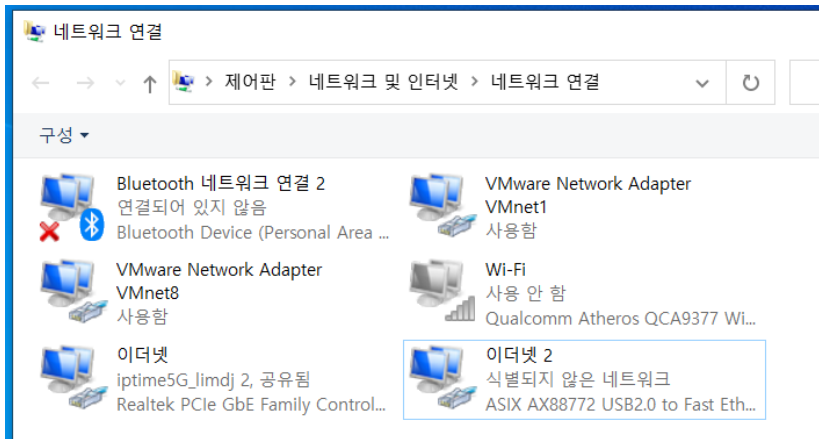 네트워크 연결
제어판 > 네트워크 및 인터넷 > 네트워크 연결
구성
Bluetooth 네트워크 연결 2
연결되어 있지 않음
Bluetooth Device (Personal Area ...
VMware Network Adapter
VMnet1
사용함
VMware Network Adapter
VMnet8
사용함
Wi-Fi
사용 안 함
Qualcomm Atheros QCA9377 Wi...
이더넷
iptime5G_limdj 2, 공유됨
Realtek PCIe GbE Family Control...
이더넷 2
식별되지 않은 네트워크
ASIX AX88772 USB2.0 to Fast Eth...